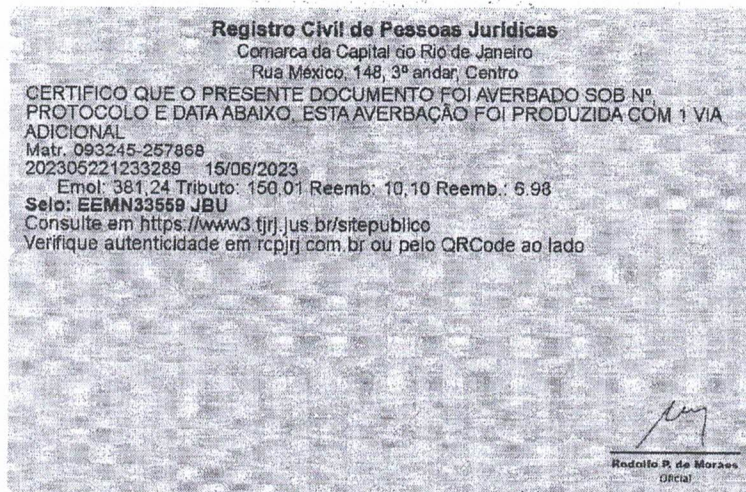 Registro Civil de Pessoas Jurídicas
Comarca da Capital do Rio de Janeiro
Rua México, 148, 3º andar, Centro
CERTIFICO QUE O PRESENTE DOCUMENTO FOI AVERBADO SOB Nº,
PROTOCOLO E DATA ABAIXO. ESTA AVERBAÇÃO FOI PRODUZIDA COM 1 VIA
ADICIONAL
Matr. 093245-257868
202305221233289 15/06/2023
Emol: 381,24 Tributo: 150,01 Reemb: 10,10 Reemb.: 6.98
Selo: EEMN33559 JBU
Consulte em https://www3.tjrj.jus.br/sitepublico
Verifique autenticidade em rcpjrj.com.br ou pelo QRCode ao lado
Rodolfo P. de Moraes
Oficial